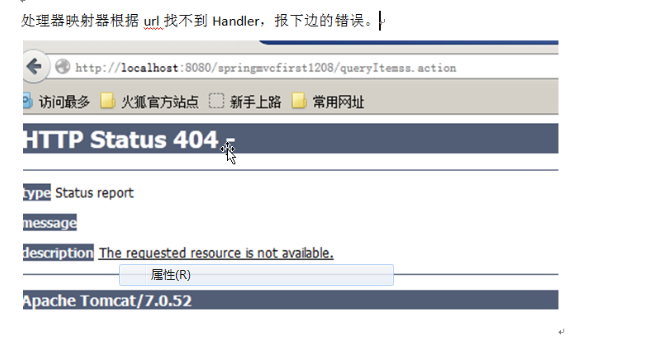 处理器映射器根据 url 找不到 Handler，报下边的错误。
http://localhost:8080/springmvcfirst1208/queryItemss.action
访问最多 火狐官方站点 新手上路 常用网址
HTTP Status 404 -
type Status report
message
description The requested resource is not available.
属性(R)
Apache Tomcat/7.0.52